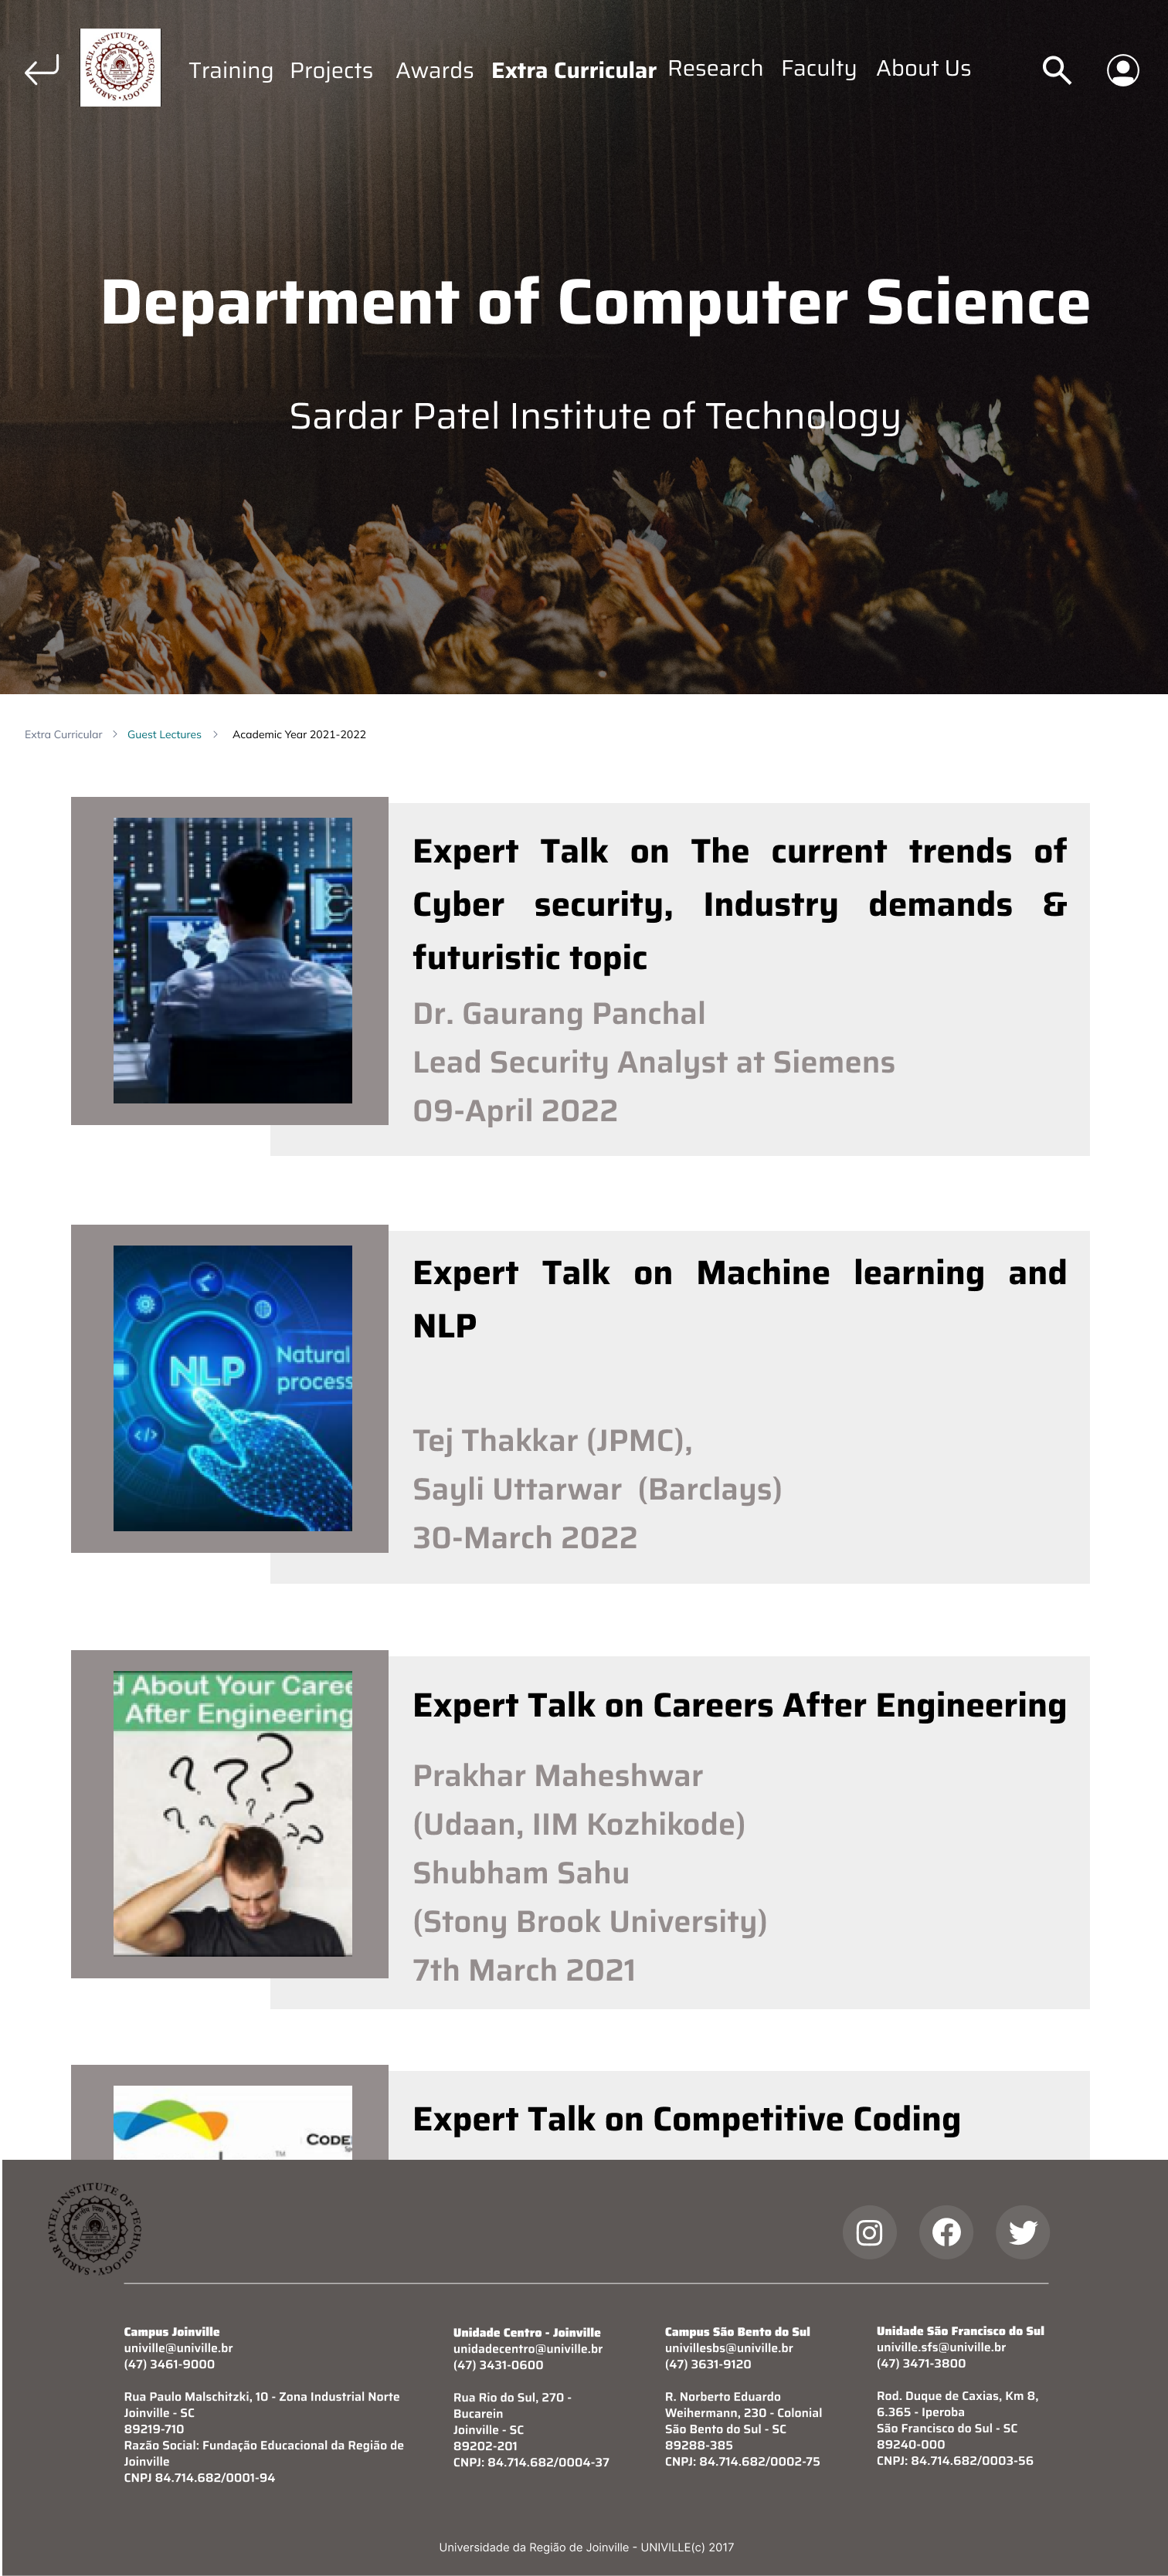 SARDAR PATEL INSTITUTE OF TECHNOLOGY
Training Projects Awards Extra Curricular Research Faculty About Us
Department of Computer Science
Sardar Patel Institute of Technology
Extra Curricular > Guest Lectures > Academic Year 2021-2022
Expert Talk on The current trends of
Cyber security, Industry demands &
futuristic topic
Dr. Gaurang Panchal
Lead Security Analyst at Siemens
09-April 2022
NLP
Natural
process
</>
Expert Talk on Machine learning and
NLP
Tej Thakkar (JPMC),
Sayli Uttarwar (Barclays)
30-March 2022
d About Your Caree
After Engineering
Expert Talk on Careers After Engineering
Prakhar Maheshwar
(Udaan, IIM Kozhikode)
Shubham Sahu
(Stony Brook University)
7th March 2021
TM
CODE
Expert Talk on Competitive Coding
SARDAR PATEL INSTITUTE OF TECHNOLOGY
Campus Joinville
univille@univille.br
(47) 3461-9000
Rua Paulo Malschitzki, 10 - Zona Industrial Norte
Joinville - SC
89219-710
Razão Social: Fundação Educacional da Região de
Joinville
CNPJ 84.714.682/0001-94
Unidade Centro - Joinville
unidadecentro@univille.br
(47) 3431-0600
Rua Rio do Sul, 270 -
Bucarein
Joinville - SC
89202-201
CNPJ: 84.714.682/0004-37
Campus São Bento do Sul
univillesbs@univille.br
(47) 3631-9120
R. Norberto Eduardo
Weihermann, 230 - Colonial
São Bento do Sul - SC
89288-385
CNPJ: 84.714.682/0002-75
Unidade São Francisco do Sul
univille.sfs@univille.br
(47) 3471-3800
Rod. Duque de Caxias, Km 8,
6.365 - Iperoba
São Francisco do Sul - SC
89240-000
CNPJ: 84.714.682/0003-56
Universidade da Região de Joinville - UNIVILLE(c) 2017